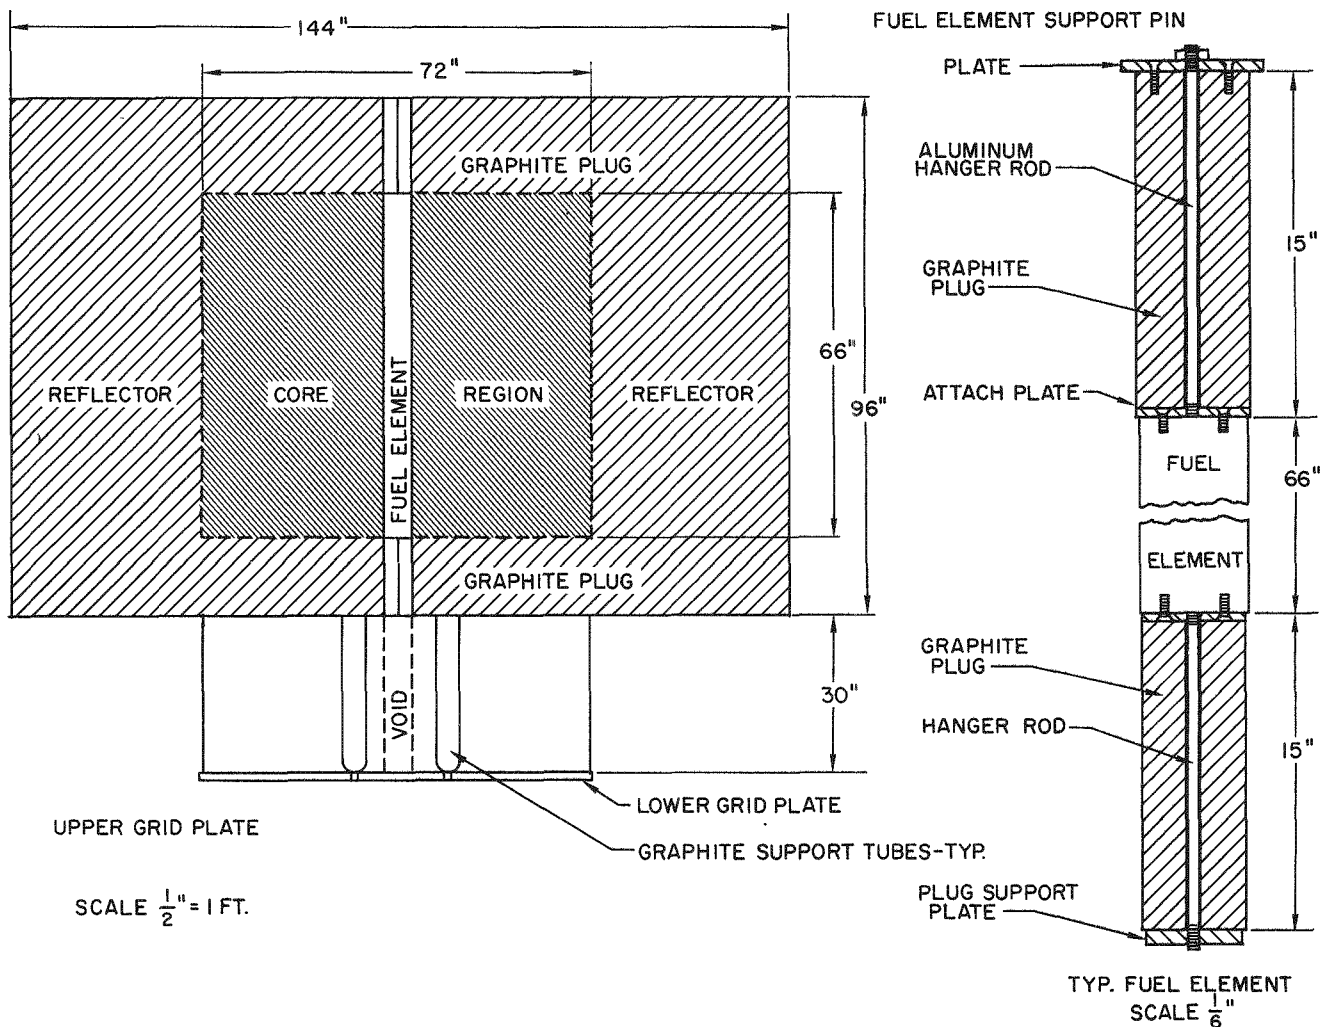 144"
72"
GRAPHITE PLUG
66"
96"
REFLECTOR
CORE
FUEL ELEMENT
REGION
REFLECTOR
GRAPHITE PLUG
VOID
30"
LOWER GRID PLATE
UPPER GRID PLATE
GRAPHITE SUPPORT TUBES-TYP.
SCALE 1/2" = 1 FT.
FUEL ELEMENT SUPPORT PIN
PLATE
ALUMINUM
HANGER ROD
15"
GRAPHITE
PLUG
ATTACH PLATE
FUEL
66"
ELEMENT
GRAPHITE
PLUG
HANGER ROD
15"
PLUG SUPPORT
PLATE
TYP. FUEL ELEMENT
SCALE 1/6"